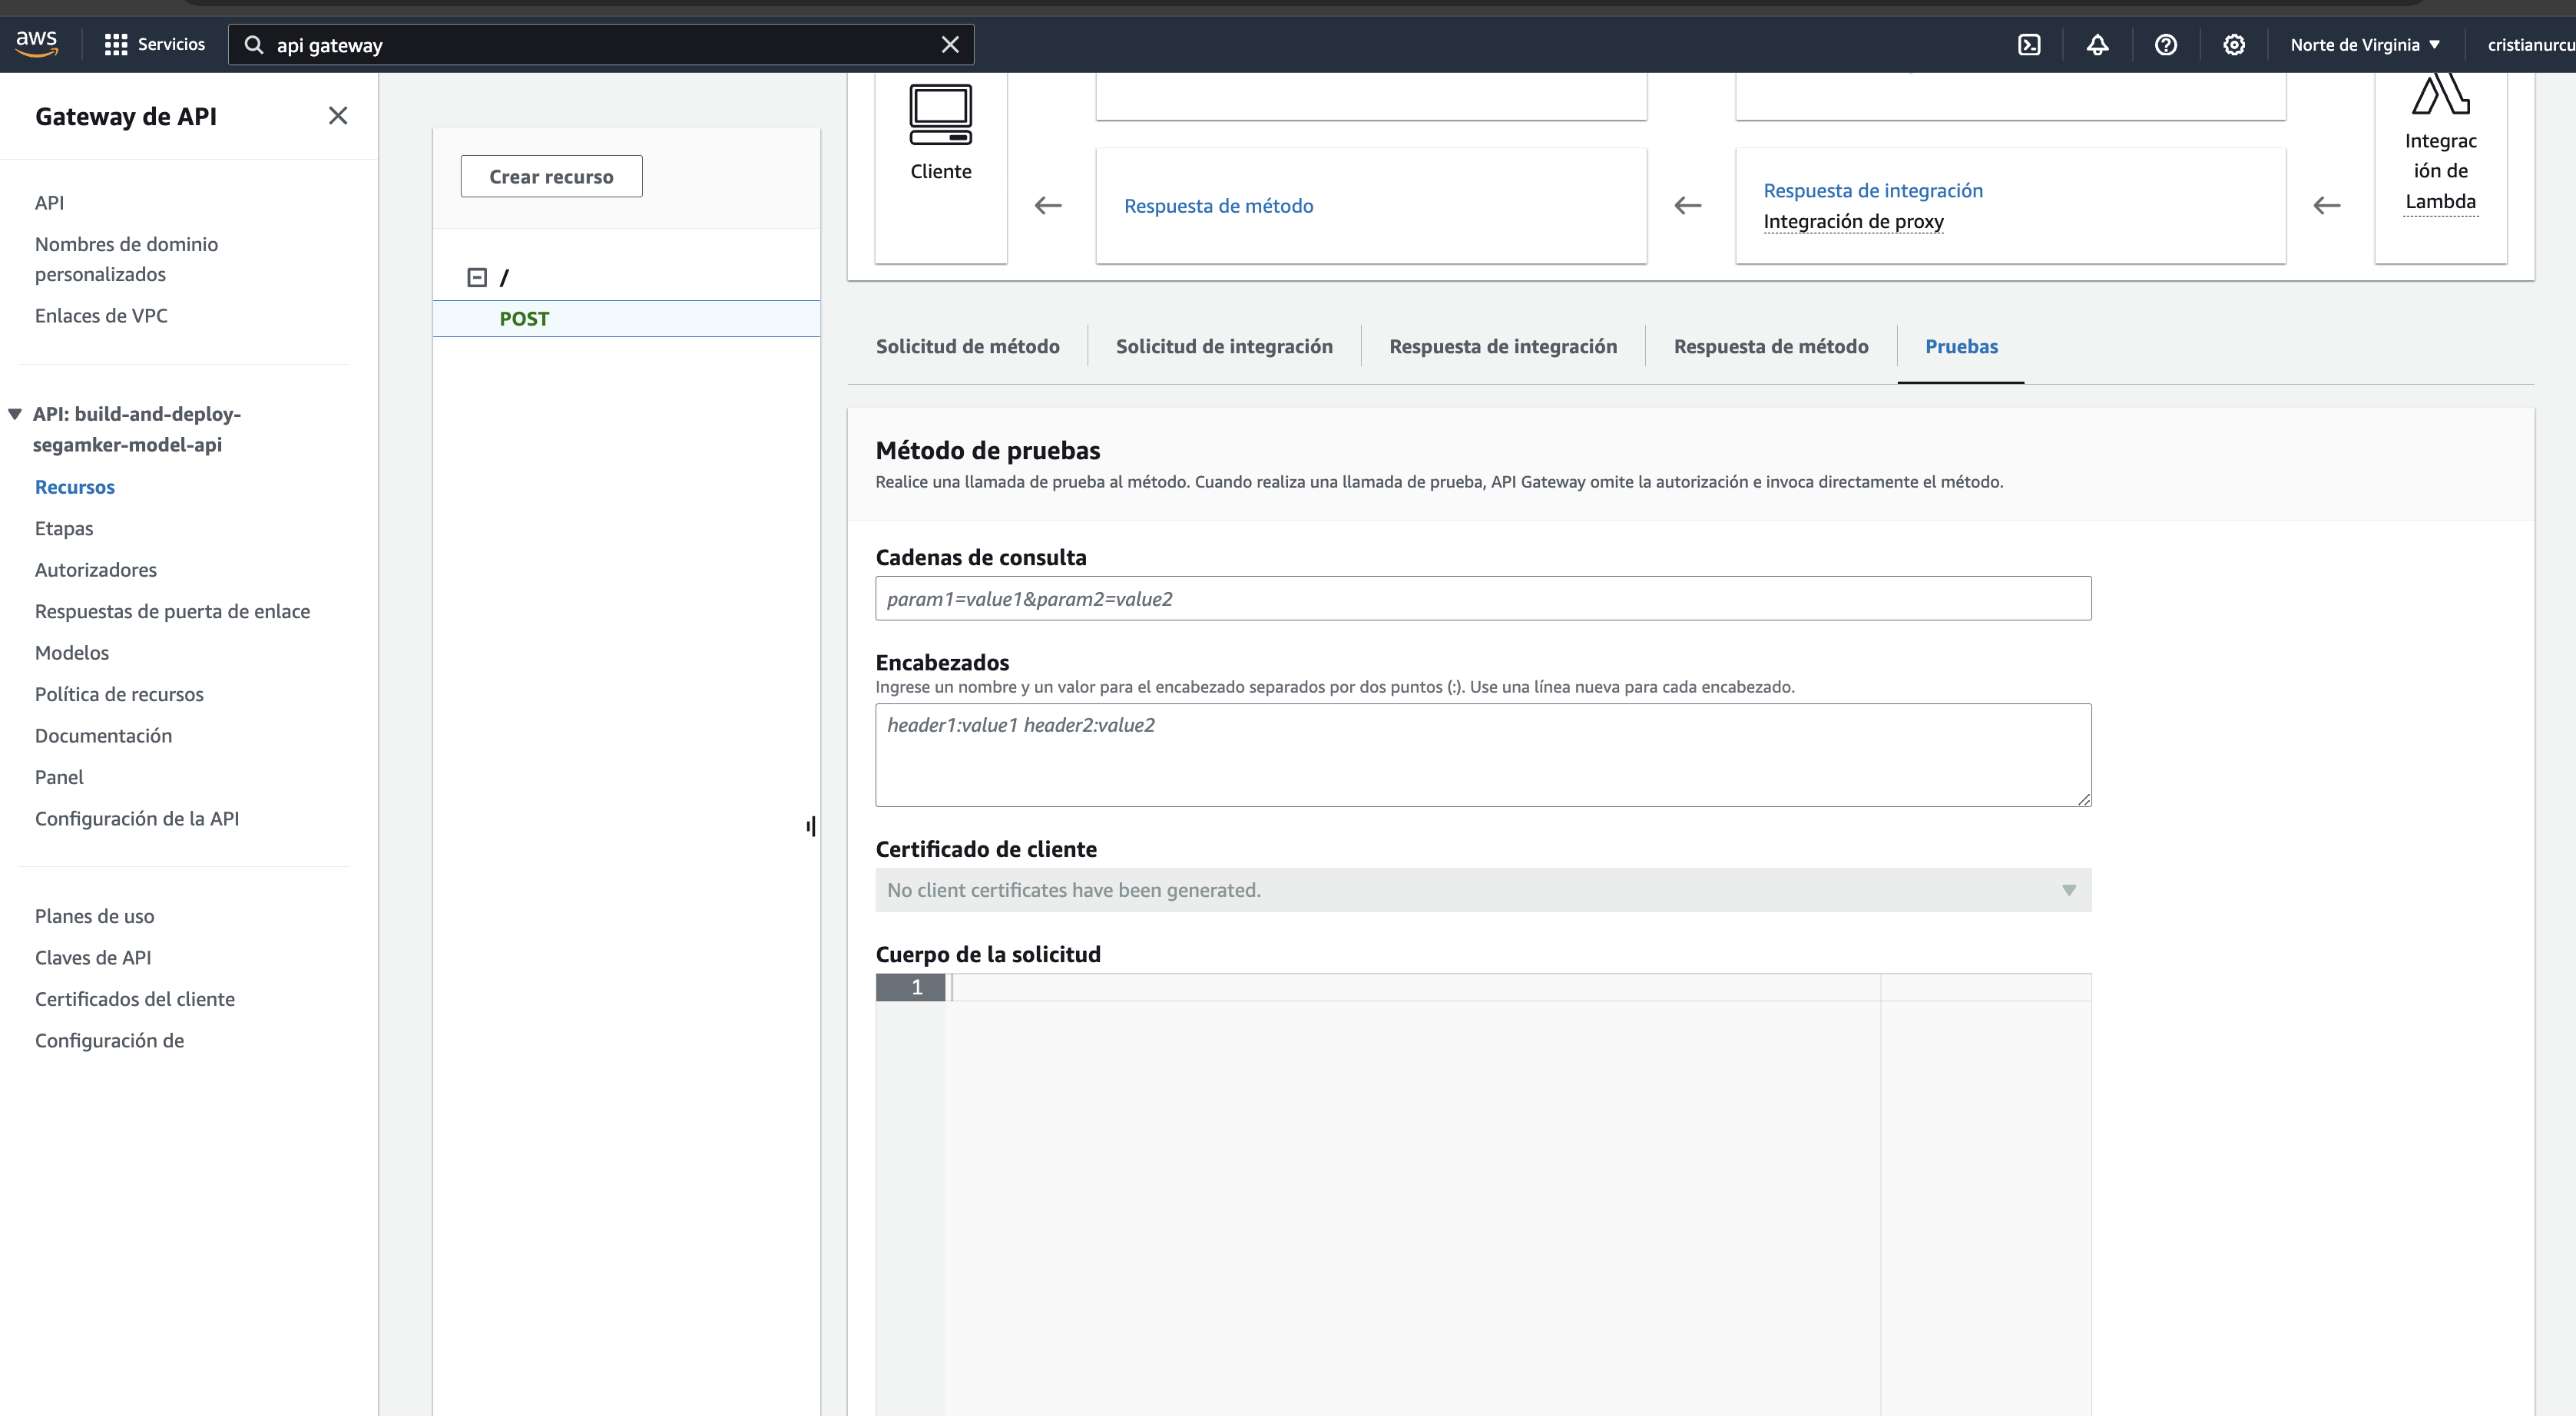 aws
Servicios
api gateway
Norte de Virginia
cristianurcu
Gateway de API
API
Nombres de dominio
personalizados
Enlaces de VPC
API: build-and-deploy-
segamker-model-api
Recursos
Etapas
Autorizadores
Respuestas de puerta de enlace
Modelos
Política de recursos
Documentación
Panel
Configuración de la API
Planes de uso
Claves de API
Certificados del cliente
Configuración de
Crear recurso
/
POST
Cliente
Respuesta de método
Respuesta de integración
Integración de proxy
Integrac
ión de
Lambda
Solicitud de método
Solicitud de integración
Respuesta de integración
Respuesta de método
Pruebas
Método de pruebas
Realice una llamada de prueba al método. Cuando realiza una llamada de prueba, API Gateway omite la autorización e invoca directamente el método.
Cadenas de consulta
param1=value1&param2=value2
Encabezados
Ingrese un nombre y un valor para el encabezado separados por dos puntos (:). Use una línea nueva para cada encabezado.
header1:value1 header2:value2
Certificado de cliente
No client certificates have been generated.
Cuerpo de la solicitud
1